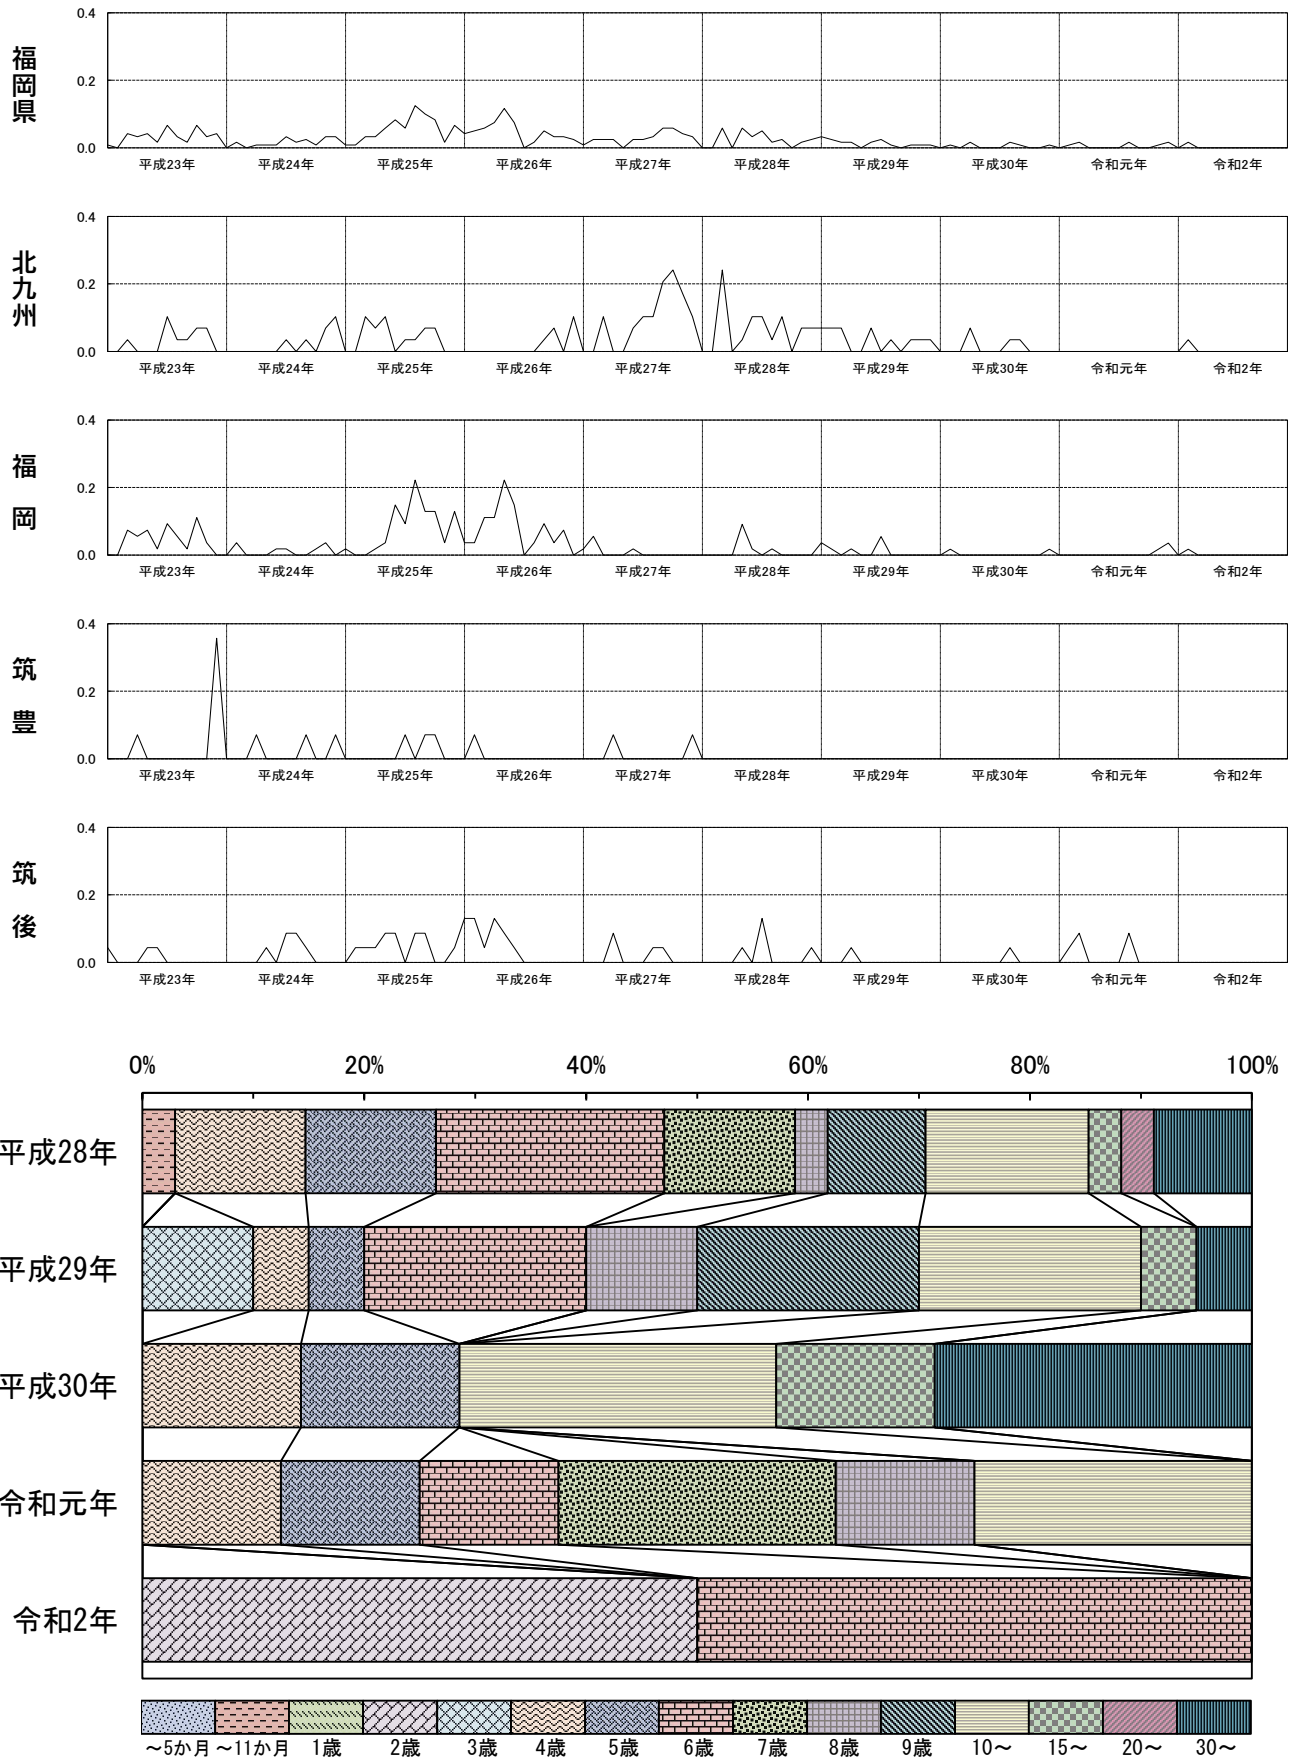 福岡県
0.4
0.2
0.0
平成23年 平成24年 平成25年 平成26年 平成27年 平成28年 平成29年 平成30年 令和元年 令和2年
北九州
0.4
0.2
0.0
平成23年 平成24年 平成25年 平成26年 平成27年 平成28年 平成29年 平成30年 令和元年 令和2年
福岡
0.4
0.2
0.0
平成23年 平成24年 平成25年 平成26年 平成27年 平成28年 平成29年 平成30年 令和元年 令和2年
筑豊
0.4
0.2
0.0
平成23年 平成24年 平成25年 平成26年 平成27年 平成28年 平成29年 平成30年 令和元年 令和2年
筑後
0.4
0.2
0.0
平成23年 平成24年 平成25年 平成26年 平成27年 平成28年 平成29年 平成30年 令和元年 令和2年
0% 20% 40% 60% 80% 100%
平成28年
平成29年
平成30年
令和元年
令和2年
～5か月 ～11か月 1歳 2歳 3歳 4歳 5歳 6歳 7歳 8歳 9歳 10～ 15～ 20～ 30～